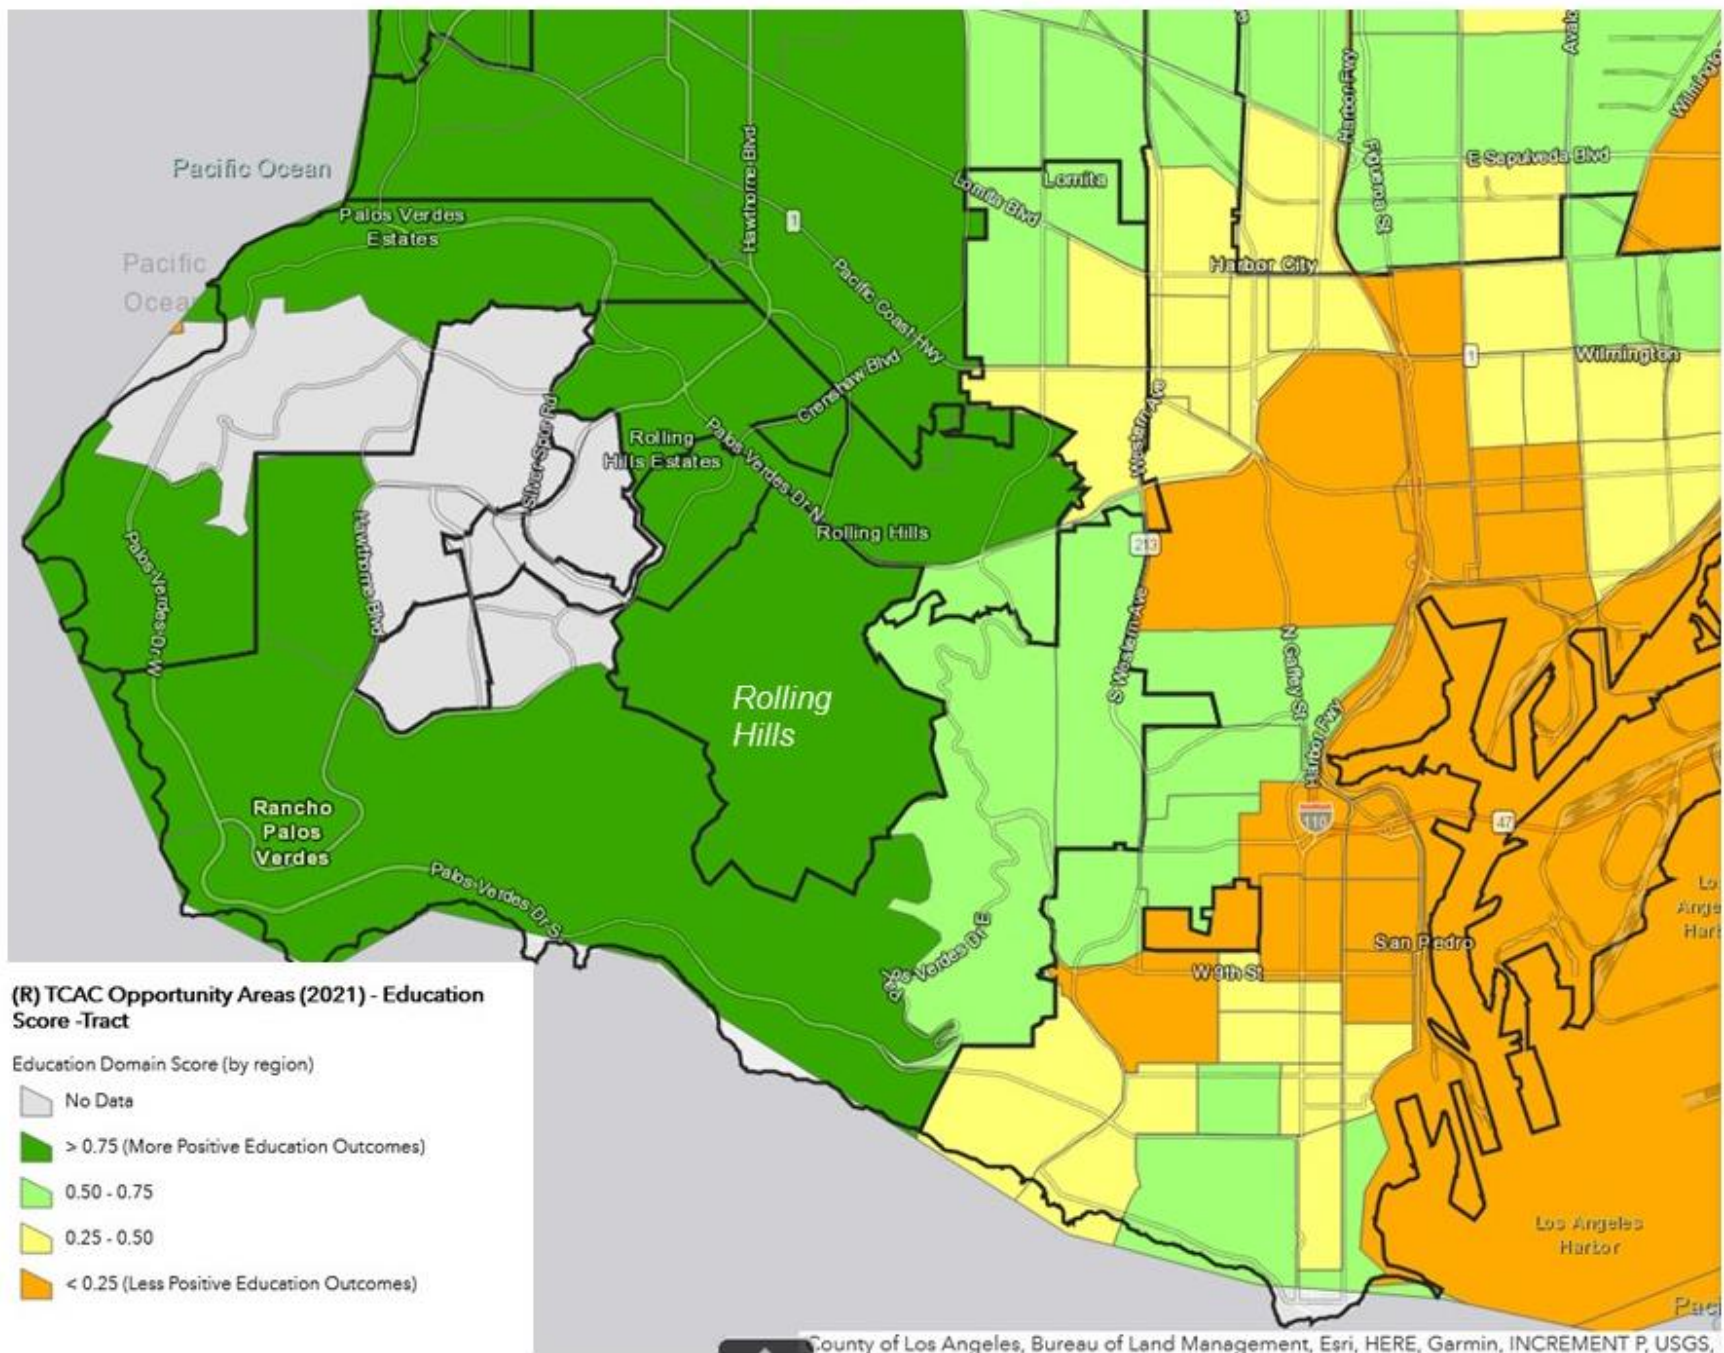 Pacific Ocean
Pacific
Palos Verdes
Estates
Hawthorne Blvd
1
Lomita Blvd
Lomita
Harbor Fwy
Figueroa St
E Sepulveda Blvd
Harbor City
Pacific Coast Hwy
1
Wilmington
Crenshaw Blvd
Western Ave
Silver Spur Rd
Rolling
Hills Estates
Palos Verdes Dr N
Rolling Hills
213
Hawthorne Blvd
Palos Verdes Dr W
S Western Ave
N Gaffey St
Harbor Fwy
Rolling
Hills
Rancho
Palos
Verdes
110
47
Palos Verdes Dr S
Palos Verdes Dr E
San Pedro
W 9th St
Los Angeles
Harbor
(R) TCAC Opportunity Areas (2021) - Education
Score -Tract
Education Domain Score (by region)
No Data
> 0.75 (More Positive Education Outcomes)
0.50 - 0.75
0.25 - 0.50
< 0.25 (Less Positive Education Outcomes)
County of Los Angeles, Bureau of Land Management, Esri, HERE, Garmin, INCREMENT P, USGS,